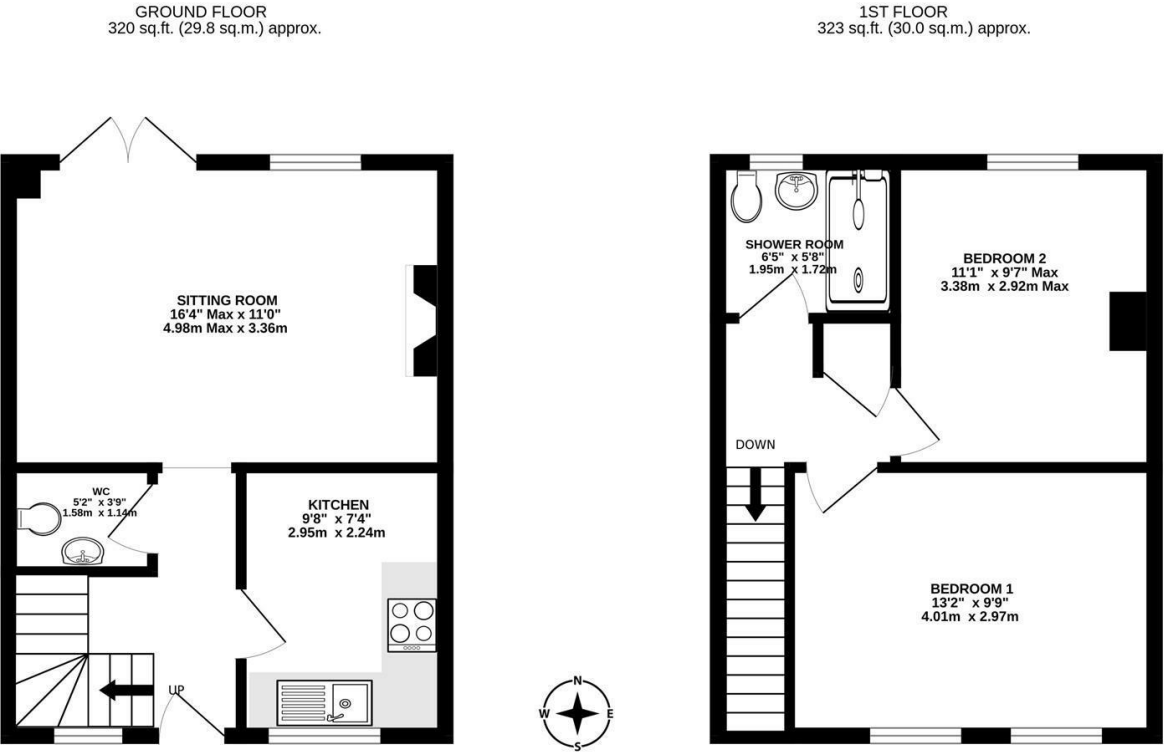 GROUND FLOOR
320 sq.ft. (29.8 sq.m.) approx.
SITTING ROOM
16'4" Max x 11'0"
4.98m Max x 3.36m
WC
5'2" x 3'9"
1.58m x 1.14m
KITCHEN
9'8" x 7'4"
2.95m x 2.24m
UP
1ST FLOOR
323 sq.ft. (30.0 sq.m.) approx.
SHOWER ROOM
6'5" x 5'8"
1.95m x 1.72m
BEDROOM 2
11'1" x 9'7" Max
3.38m x 2.92m Max
DOWN
BEDROOM 1
13'2" x 9'9"
4.01m x 2.97m
N
W E
S